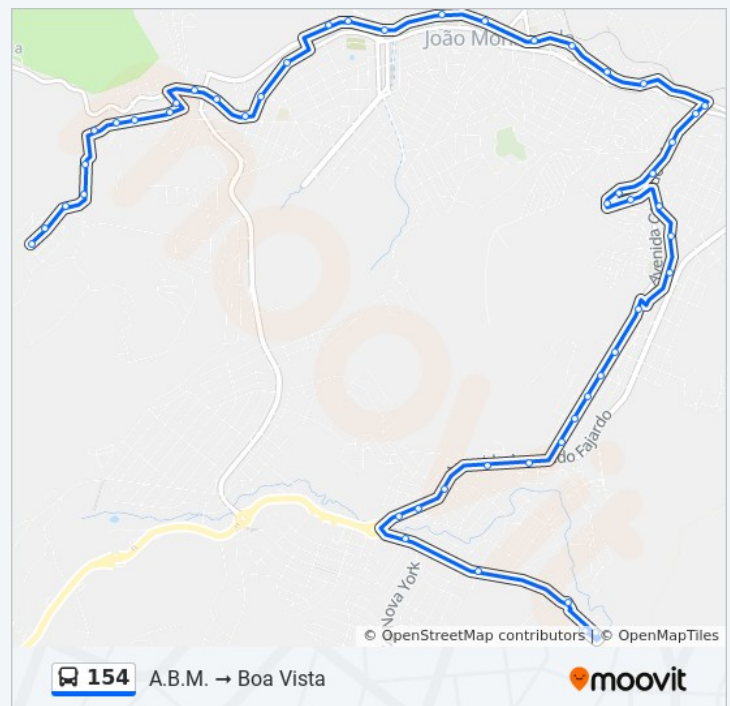 a
João Mon
Avenida
do Fajardo
Nova York
© OpenStreetMap contributors | © OpenMapTiles
154 A.B.M. → Boa Vista
moovit